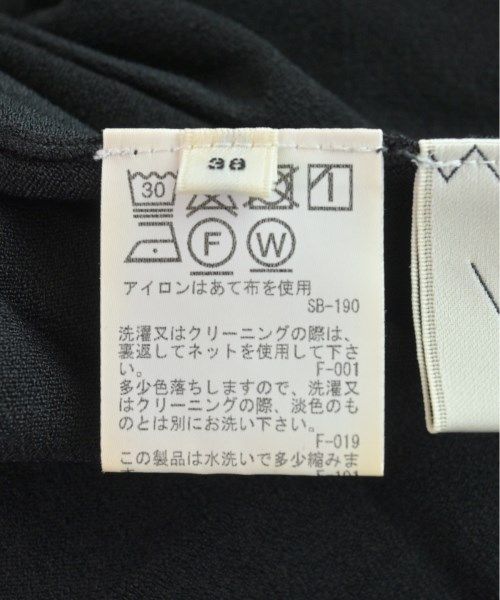 38
30
F
W
アイロンはあて布を使用
SB-190
洗濯又はクリーニングの際は、
裏返してネットを使用して下さ
い。 F-001
多少色落ちしますので、洗濯又
はクリーニングの際、淡色のも
のとは別にお洗い下さい。
F-019
この製品は水洗いで多少縮みま